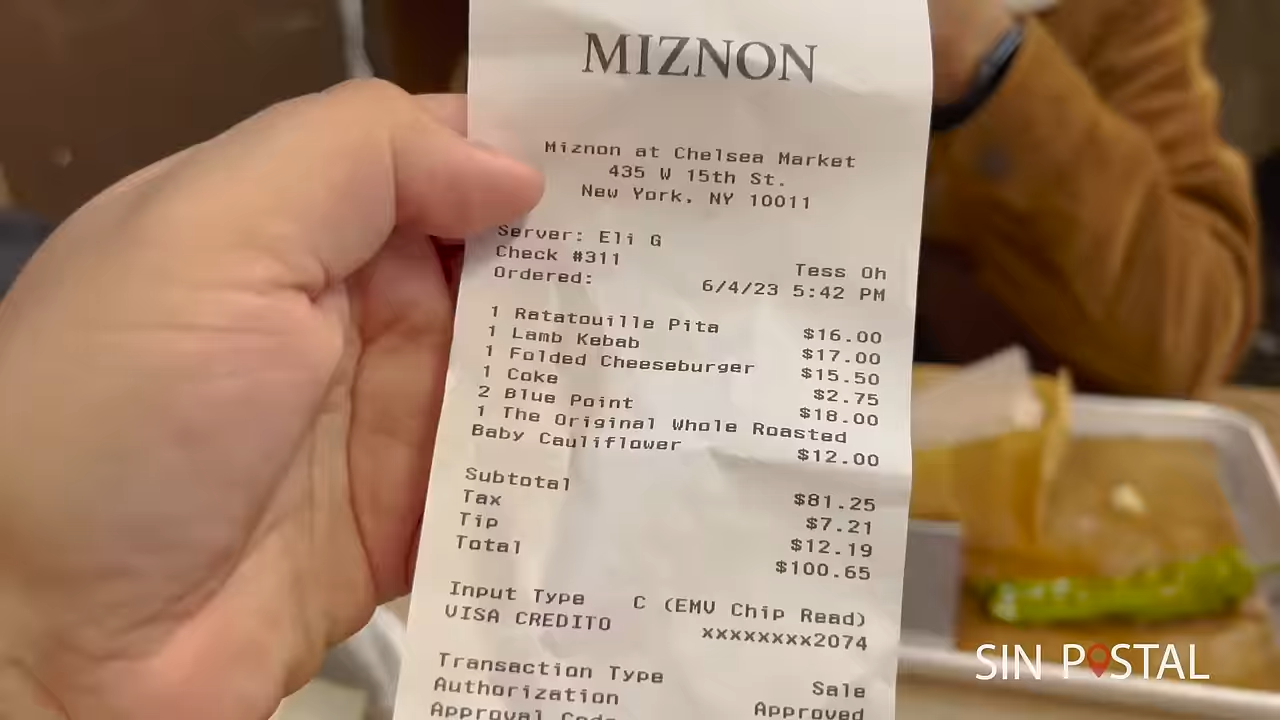 MIZNON
Miznon at Chelsea Market
435 W 15th St.
New York, NY 10011
Server: Eli G
Check #311 Tess Oh
Ordered: 6/4/23 5:42 PM
1 Ratatouille Pita $16.00
1 Lamb Kebab $17.00
1 Folded Cheeseburger $15.50
1 Coke $2.75
2 Blue Point $18.00
1 The Original Whole Roasted
Baby Cauliflower $12.00
Subtotal $81.25
Tax $7.21
Tip $12.19
Total $100.65
Input Type C (EMV Chip Read)
VISA CREDITO xxxxxxxx2074
Transaction Type Sale
Authorization Approved
Approval Code
SIN POSTAL